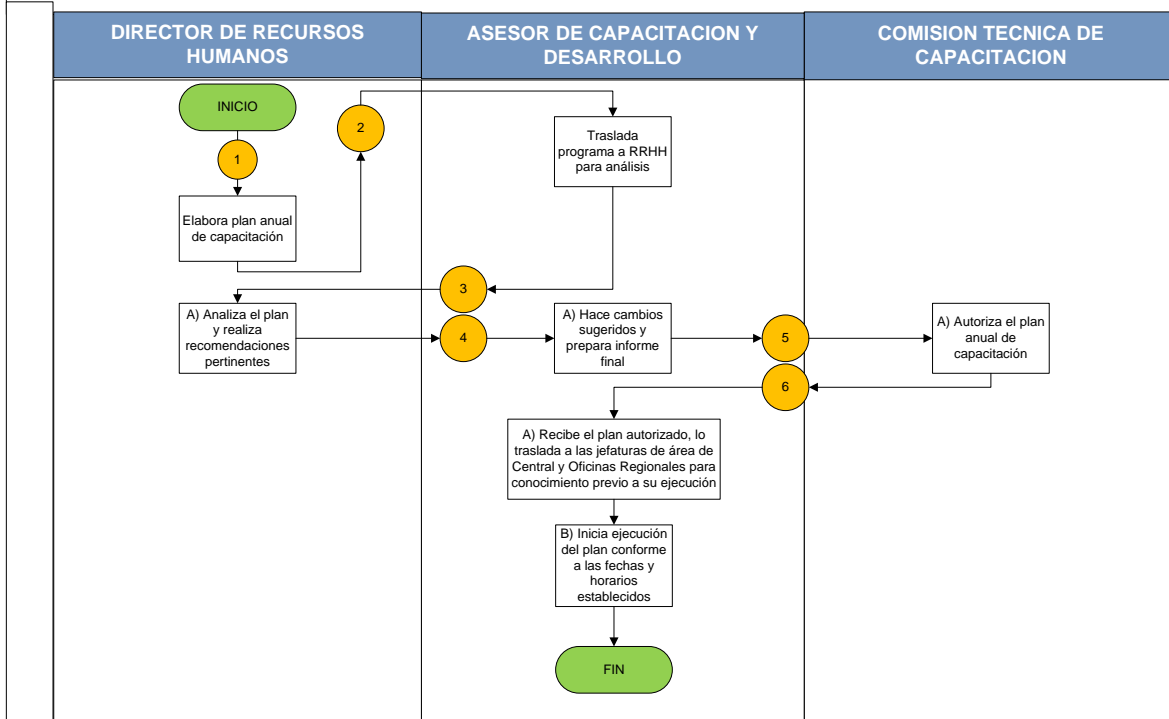 DIRECTOR DE RECURSOS
HUMANOS
ASESOR DE CAPACITACION Y
DESARROLLO
COMISION TECNICA DE
CAPACITACION
INICIO
1
Elabora plan anual
de capacitación
2
Traslada
programa a RRHH
para análisis
3
A) Analiza el plan
y realiza
recomendaciones
pertinentes
4
A) Hace cambios
sugeridos y
prepara informe
final
5
A) Autoriza el plan
anual de
capacitación
6
A) Recibe el plan autorizado, lo
traslada a las jefaturas de área de
Central y Oficinas Regionales para
conocimiento previo a su ejecución
B) Inicia ejecución
del plan conforme
a las fechas y
horarios
establecidos
FIN